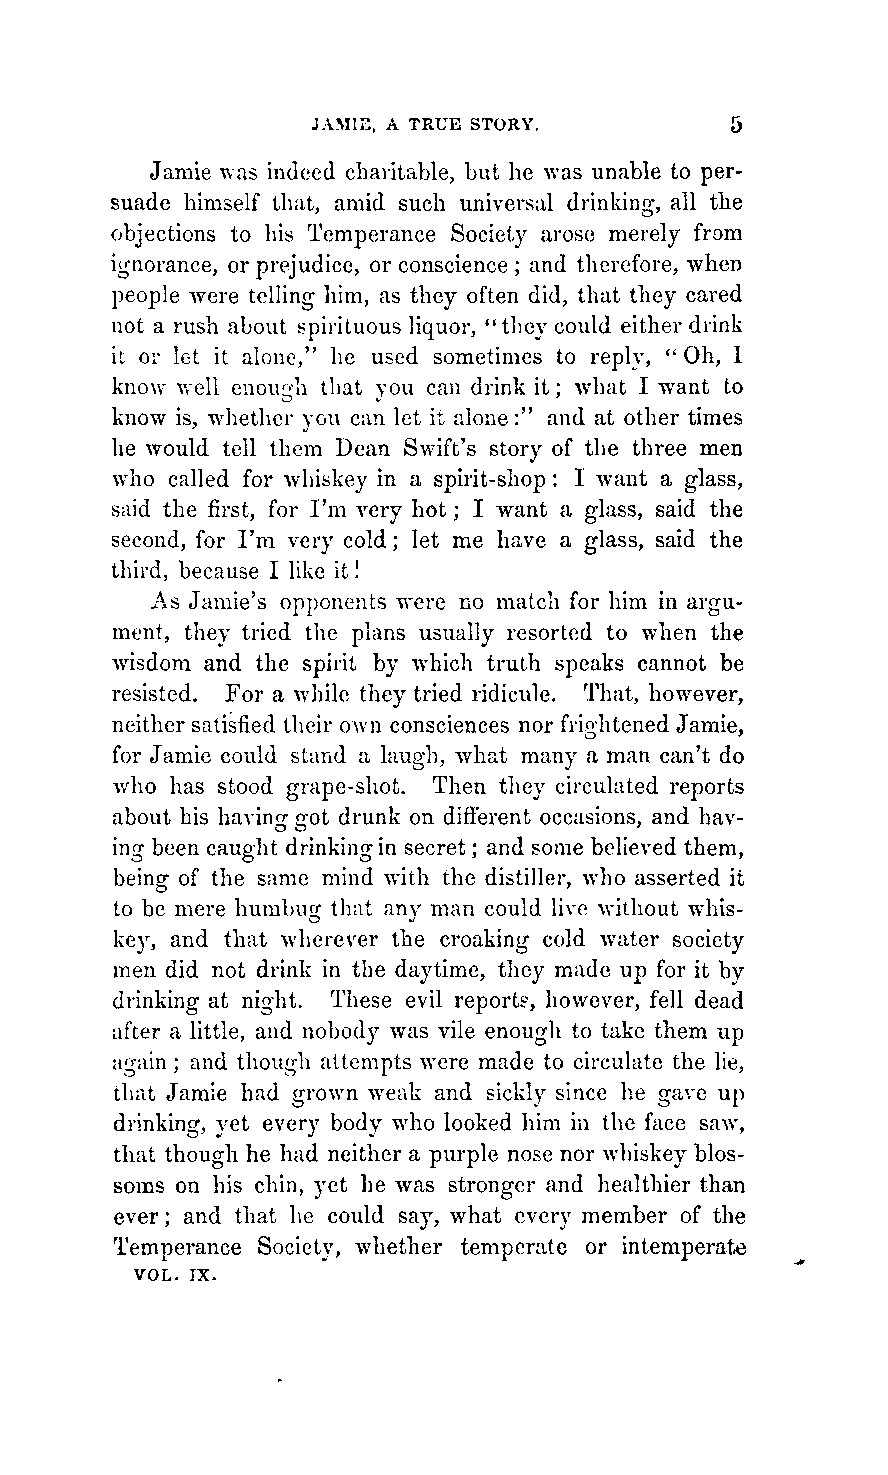 JAMIE, A TRUE STORY. 5
Jamie was indeed charitable, but he was unable to per-
suade himself that, amid such universal drinking, all the
objections to his Temperance Society arose merely from
ignorance, or prejudice, or conscience ; and therefore, when
people were telling him, as they often did, that they cared
not a rush about spirituous liquor, "they could either drink
it or let it alone," he used sometimes to reply, "Oh, I
know well enough that you can drink it ; what I want to
know is, whether you can let it alone :" and at other times
he would tell them Dean Swift's story of the three men
who called for whiskey in a spirit-shop : I want a glass,
said the first, for I'm very hot ; I want a glass, said the
second, for I'm very cold ; let me have a glass, said the
third, because I like it !
As Jamie's opponents were no match for him in argu-
ment, they tried the plans usually resorted to when the
wisdom and the spirit by which truth speaks cannot be
resisted. For a while they tried ridicule. That, however,
neither satisfied their own consciences nor frightened Jamie,
for Jamie could stand a laugh, what many a man can't do
who has stood grape-shot. Then they circulated reports
about his having got drunk on different occasions, and hav-
ing been caught drinking in secret ; and some believed them,
being of the same mind with the distiller, who asserted it
to be mere humbug that any man could live without whis-
key, and that wherever the croaking cold water society
men did not drink in the daytime, they made up for it by
drinking at night. These evil reports, however, fell dead
after a little, and nobody was vile enough to take them up
again ; and though attempts were made to circulate the lie,
that Jamie had grown weak and sickly since he gave up
drinking, yet every body who looked him in the face saw,
that though he had neither a purple nose nor whiskey blos-
soms on his chin, yet he was stronger and healthier than
ever ; and that he could say, what every member of the
Temperance Society, whether temperate or intemperate
VOL. IX.